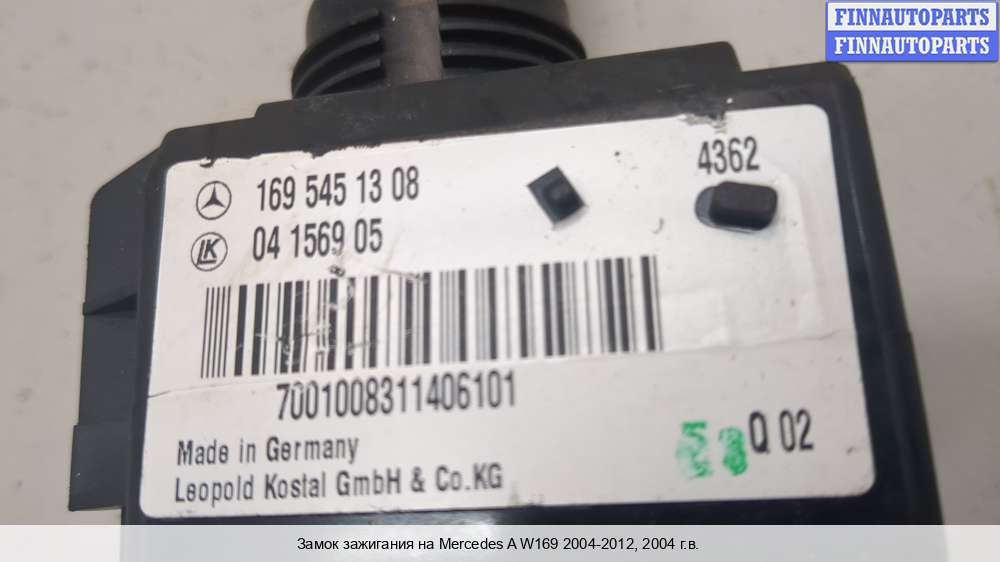 FINNAUTOPARTS
FINNAUTOPARTS
4362
169 545 13 08
LK
04 1569 05
7001008311406101
Made in Germany
Leopold Kostal GmbH & Co.KG
Q 02
Замок зажигания на Mercedes A W169 2004-2012, 2004 г.в.